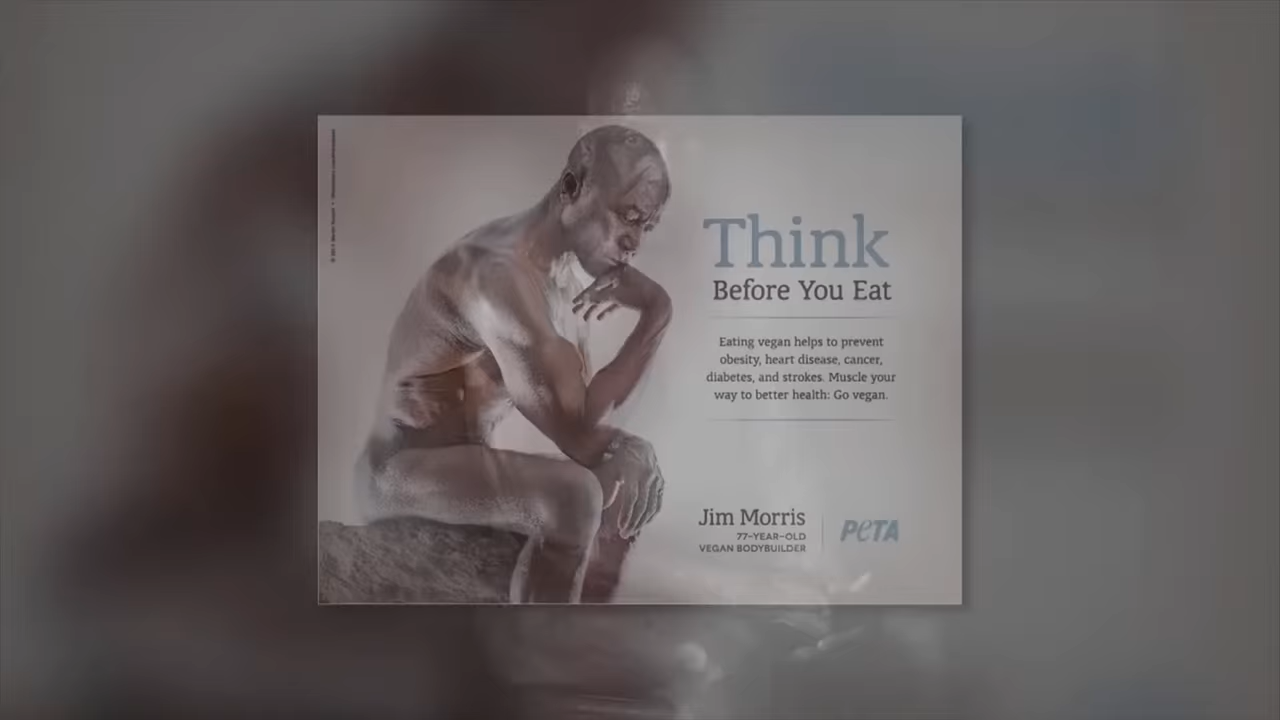 Think
Before You Eat
Eating vegan helps to prevent
obesity, heart disease, cancer,
diabetes, and strokes. Muscle your
way to better health: Go vegan.
Jim Morris
77-YEAR-OLD
VEGAN BODYBUILDER
PETA